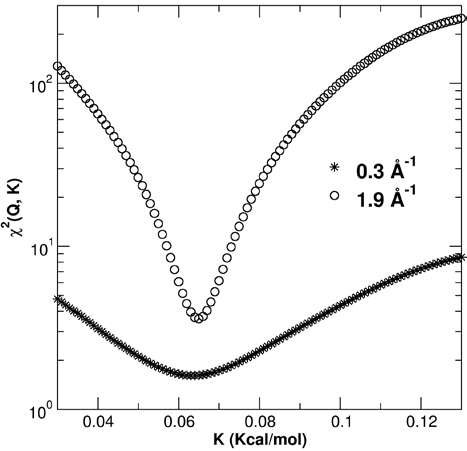 χ²(Q, K)
10²
10¹
10⁰
* 0.3 Å⁻¹
○ 1.9 Å⁻¹
0.04 0.06 0.08 0.1 0.12
K (Kcal/mol)